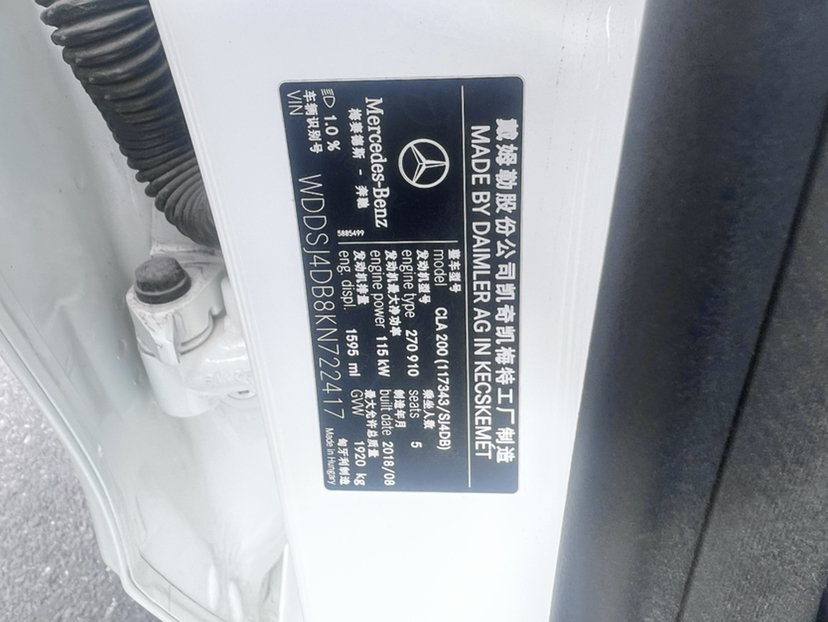 戴姆勒股份公司凯奇凯梅特工厂制造
MADE BY DAIMLER AG IN KECSKEMET
Mercedes-Benz
梅赛德斯 - 奔驰
5885499
整车型号
model CLA 200 (117343/SJ4DB)
发动机型号 乘坐人数
engine type 270 910 seats 5
发动机最大净功率 制造年月
engine power 115 kW built date 2018/08
发动机排量 最大允许总质量
eng. displ. 1595 ml GVW 1920 kg
1.0 %
车辆识别号 匈牙利制造
VIN WDDSJ4DB8KN722417 Made in Hungary